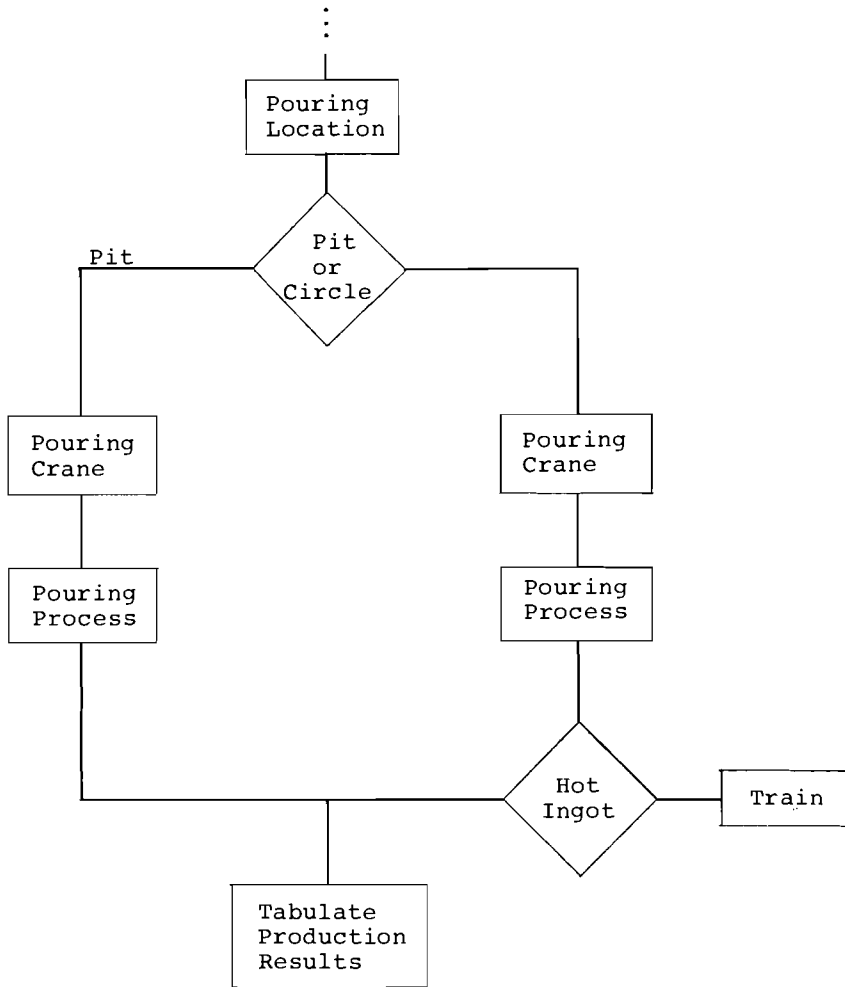 Pouring
Location
Pit
or
Circle
Pit
Pouring
Crane
Pouring
Crane
Pouring
Process
Pouring
Process
Hot
Ingot
Train
Tabulate
Production
Results